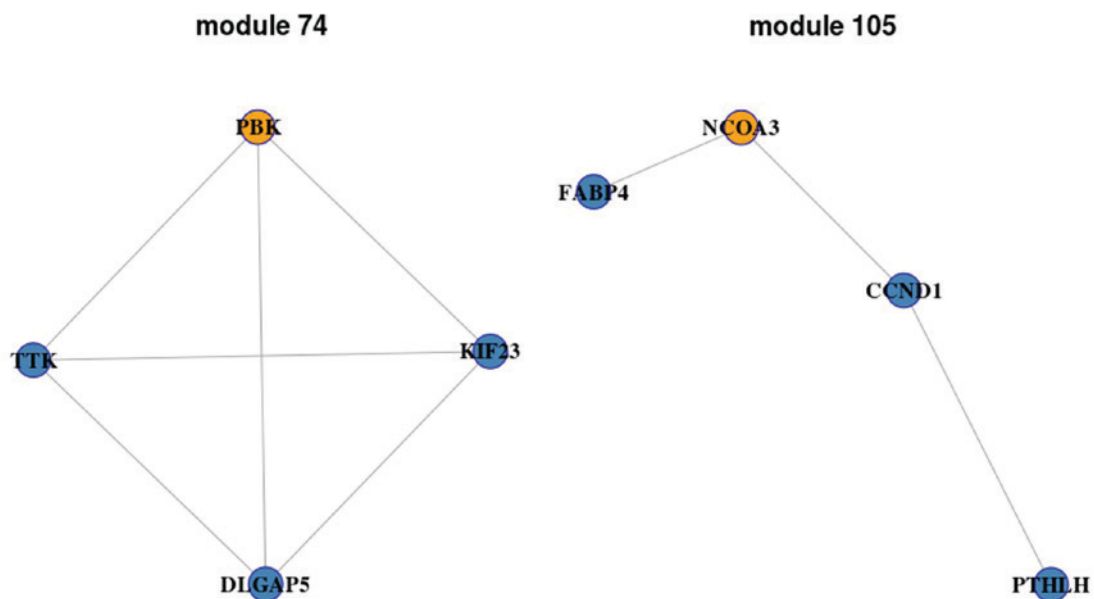 module 74
PBK
TTK
KIF23
DLGAP5
module 105
NCOA3
FABP4
CCND1
PTHLH